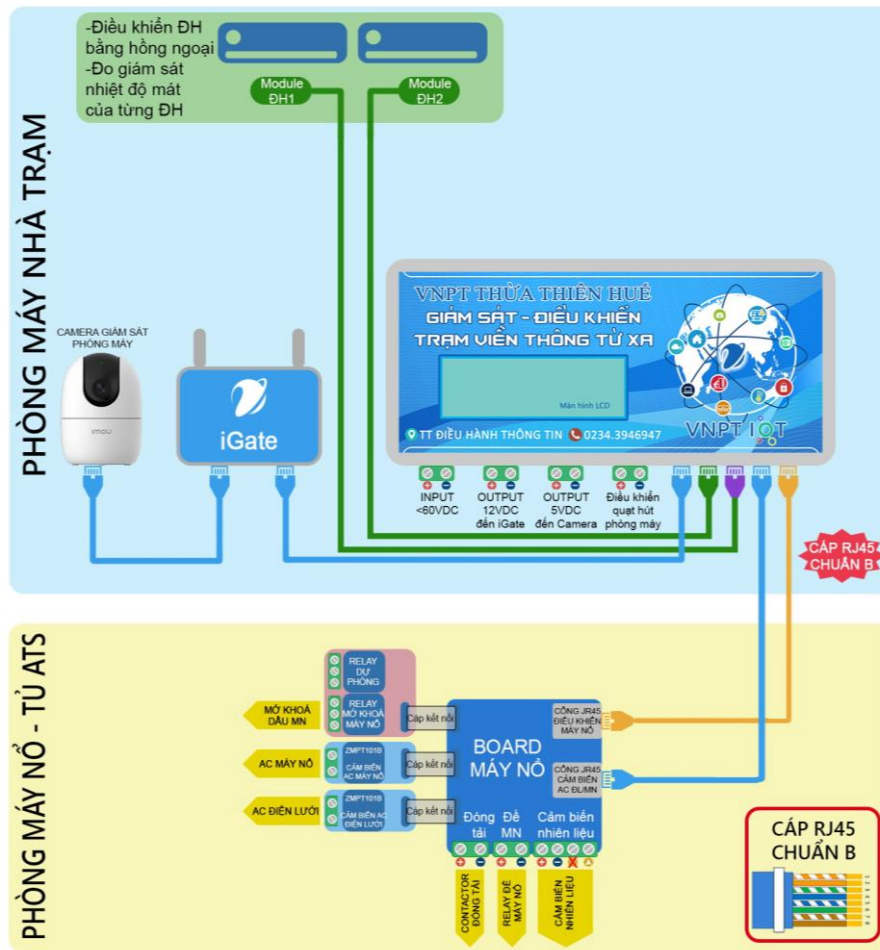 -Điều khiển ĐH
bằng hồng ngoại
-Đo giám sát
nhiệt độ mát
của từng ĐH
Module
ĐH1
Module
ĐH2
PHÒNG MÁY NHÀ TRẠM
VNPT THỪA THIÊN HUẾ
GIÁM SÁT - ĐIỀU KHIỂN
TRẠM VIỄN THÔNG TỪ XA
Màn hình LCD
TT ĐIỀU HÀNH THÔNG TIN 0234.3946947
VNPT IOT
CAMERA GIÁM SÁT
PHÒNG MÁY
imou
iGate
INPUT
<60VDC
OUTPUT
12VDC
đến iGate
OUTPUT
5VDC
đến Camera
Điều khiển
quạt hút
phòng máy
CÁP RJ45
CHUẨN B
PHÒNG MÁY NỔ - TỦ ATS
RELAY
DỰ
PHÒNG
MỞ KHOÁ
DẦU MN
RELAY
MỞ KHOÁ
MÁY NỔ
Cáp kết nối
AC MÁY NỔ
ZMPT101B
CẢM BIẾN
AC MÁY NỔ
Cáp kết nối
AC ĐIỆN LƯỚI
ZMPT101B
CẢM BIẾN AC
ĐIỆN LƯỚI
Cáp kết nối
BOARD
MÁY NỔ
CỔNG JR45
ĐIỀU KHIỂN
MÁY NỔ
CỔNG JR45
CẢM BIẾN
AC ĐL/MN
Đóng
tải
Đề
MN
Cảm biến
nhiên liệu
CONTACTOR
ĐÓNG TẢI
RELAY ĐỀ
MÁY NỔ
CẢM BIẾN
NHIÊN LIỆU
CÁP RJ45
CHUẨN B
1 2 3 4 5 6 7 8